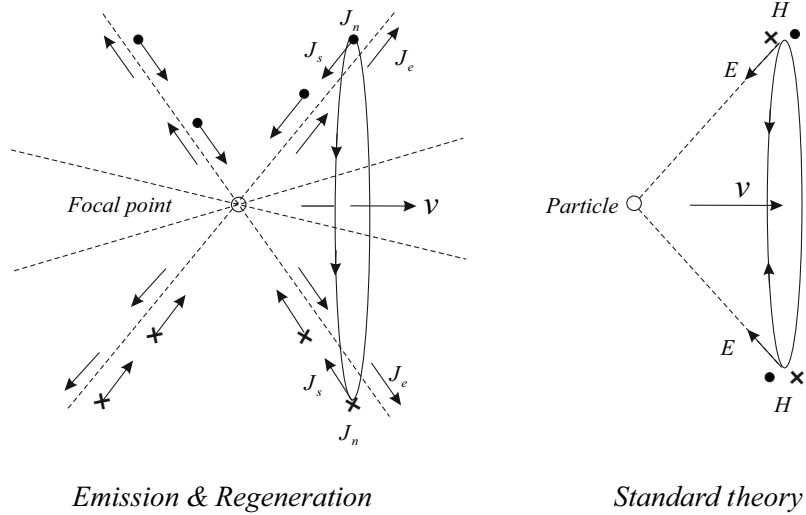 J_n
H
J_s
J_e
E
Focal point
v
Particle
v
J_s
J_e
E
J_n
H
Emission & Regeneration
Standard theory